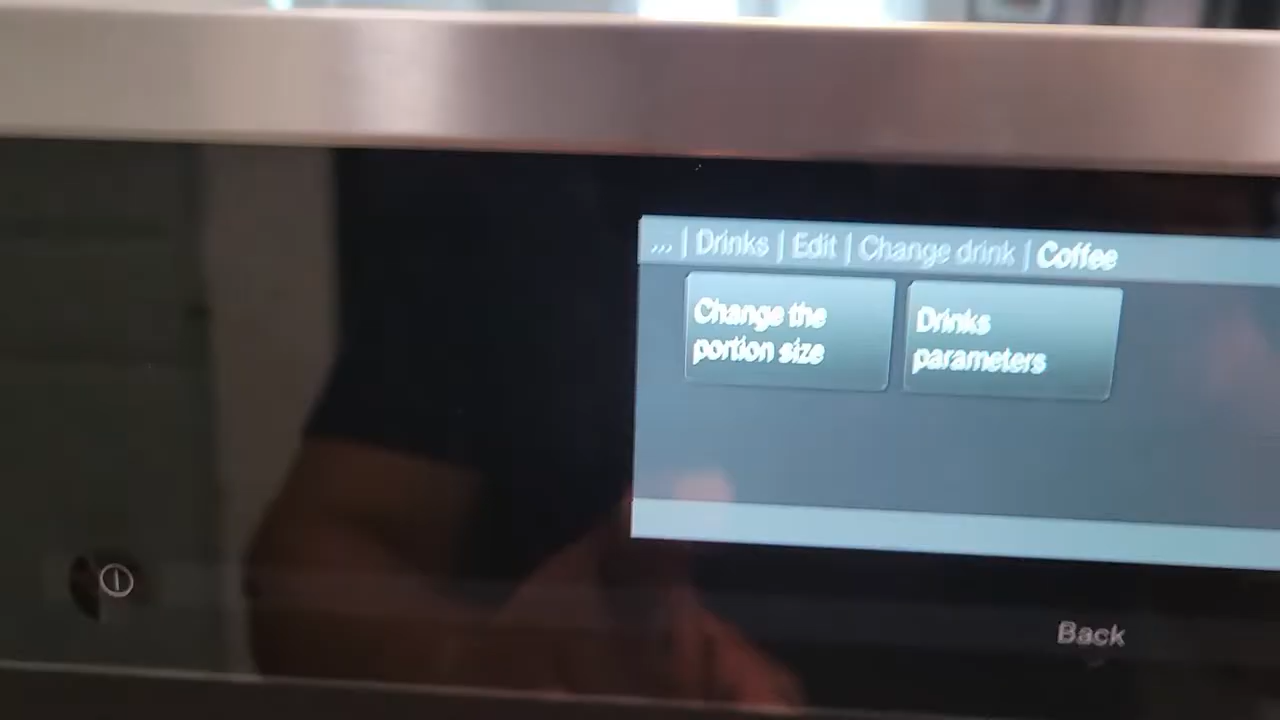 ... | Drinks | Edit | Change drink | Coffee
Change the
portion size
Drinks
parameters
Back